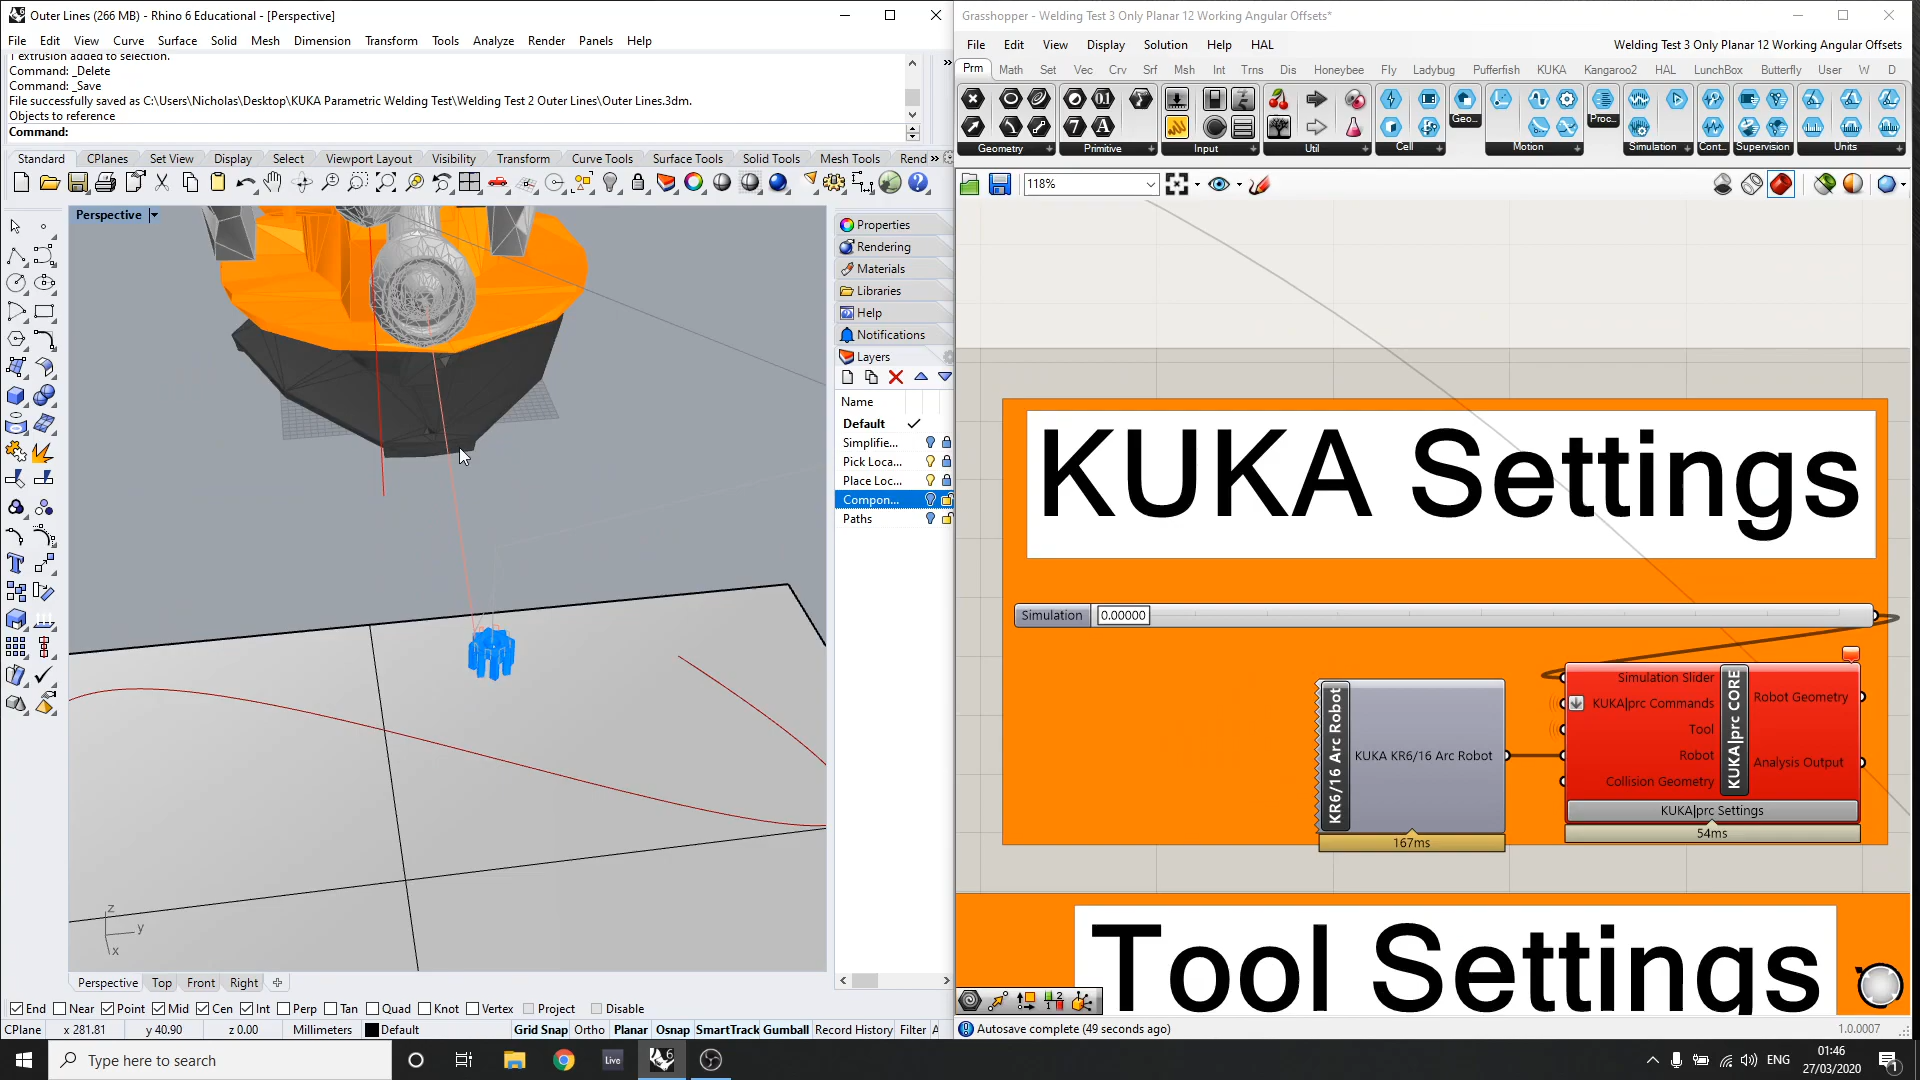 Outer Lines (266 MB) - Rhino 6 Educational - [Perspective]
File Edit View Curve Surface Solid Mesh Dimension Transform Tools Analyze Render Panels Help
1 extrusion added to selection.
Command: _Delete
Command: _Save
File successfully saved as C:\Users\Nicholas\Desktop\KUKA Parametric Welding Test\Welding Test 2 Outer Lines\Outer Lines.3dm.
Objects to reference
Command:
Standard CPlanes Set View Display Select Viewport Layout Visibility Transform Curve Tools Surface Tools Solid Tools Mesh Tools Rend
Perspective
Properties
Rendering
Materials
Libraries
Help
Notifications
Layers
Name
Default
Simplifie...
Pick Loca...
Place Loc...
Compon...
Paths
z
y
x
Perspective Top Front Right
End Near Point Mid Cen Int Perp Tan Quad Knot Vertex Project Disable
CPlane x 281.81 y 40.90 z 0.00 Millimeters Default Grid Snap Ortho Planar Osnap SmartTrack Gumball Record History Filter A
Grasshopper - Welding Test 3 Only Planar 12 Working Angular Offsets*
File Edit View Display Solution Help HAL Welding Test 3 Only Planar 12 Working Angular Offsets
Prm Math Set Vec Crv Srf Msh Int Trns Dis Honeybee Fly Ladybug Pufferfish KUKA Kangaroo2 HAL LunchBox Butterfly User W D
Geo... Proc...
Geometry Primitive Input Util Cell Motion Simulation Cont... Supervision Units
118%
KUKA Settings
Simulation 0.00000
KR6/16 Arc Robot
KUKA KR6/16 Arc Robot
167ms
Simulation Slider
KUKA|prc Commands
Tool
Robot
Collision Geometry
KUKA|prc CORE
Robot Geometry
Analysis Output
KUKA|prc Settings
54ms
Tool Settings
Autosave complete (49 seconds ago)
1.0.0007
Type here to search
Live
ENG
01:46
27/03/2020
1